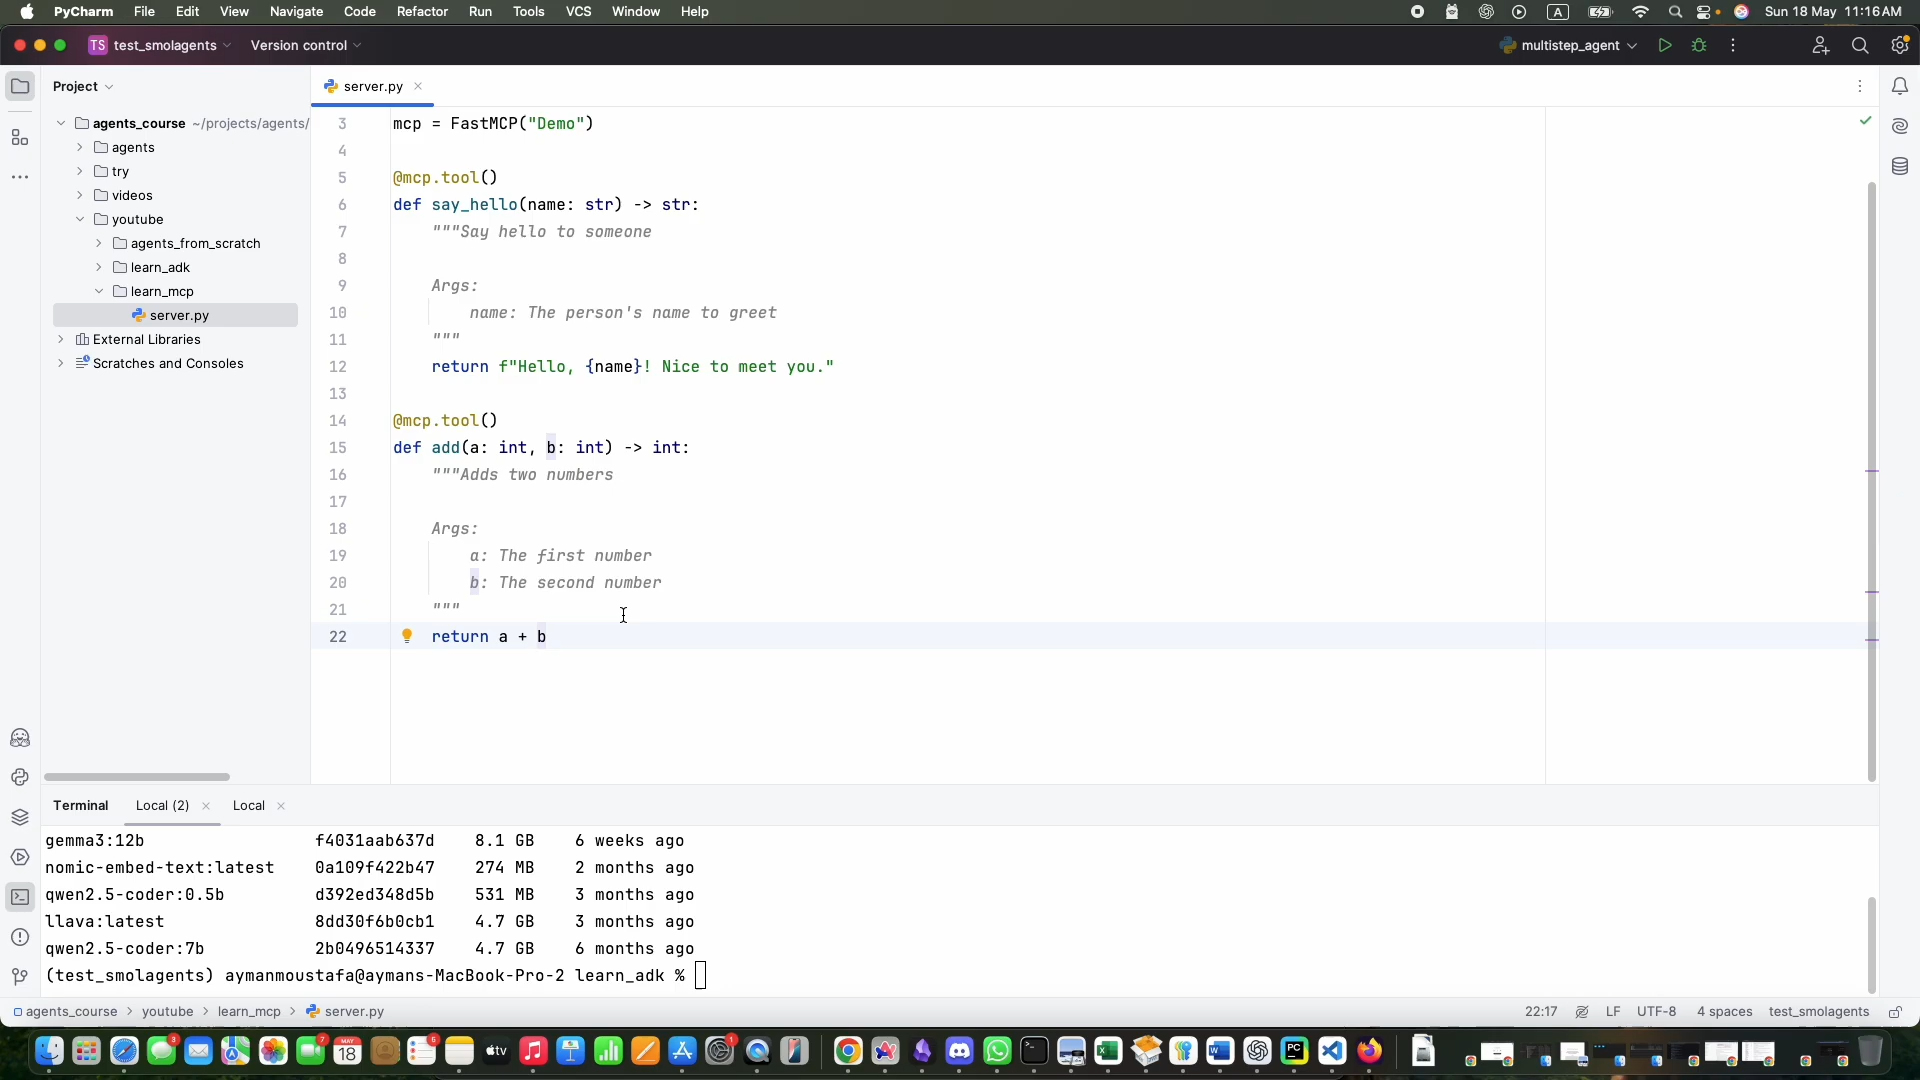 PyCharm File Edit View Navigate Code Refactor Run Tools VCS Window Help
A Sun 18 May 11:16 AM
TS test_smolagents Version control
multistep_agent
Project
server.py
agents_course ~/projects/agents/
agents
try
videos
youtube
agents_from_scratch
learn_adk
learn_mcp
server.py
External Libraries
Scratches and Consoles
3 mcp = FastMCP("Demo")
4
5 @mcp.tool()
6 def say_hello(name: str) -> str:
7 """Say hello to someone
8
9 Args:
10 name: The person's name to greet
11 """
12 return f"Hello, {name}! Nice to meet you."
13
14 @mcp.tool()
15 def add(a: int, b: int) -> int:
16 """Adds two numbers
17
18 Args:
19 a: The first number
20 b: The second number
21 """
22 return a + b
Terminal Local (2) Local
gemma3:12b f4031aab637d 8.1 GB 6 weeks ago
nomic-embed-text:latest 0a109f422b47 274 MB 2 months ago
qwen2.5-coder:0.5b d392ed348d5b 531 MB 3 months ago
llava:latest 8dd30f6b0cb1 4.7 GB 3 months ago
qwen2.5-coder:7b 2b0496514337 4.7 GB 6 months ago
(test_smolagents) aymanmoustafa@aymans-MacBook-Pro-2 learn_adk %
agents_course > youtube > learn_mcp > server.py
22:17 LF UTF-8 4 spaces test_smolagents